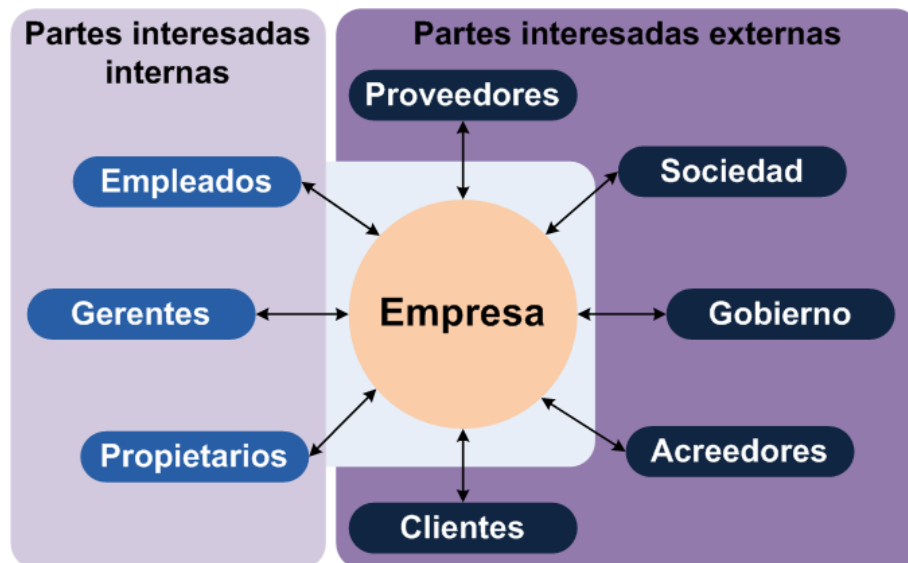 Partes interesadas
internas
Partes interesadas externas
Proveedores
Empleados
Sociedad
Gerentes
Empresa
Gobierno
Propietarios
Acreedores
Clientes